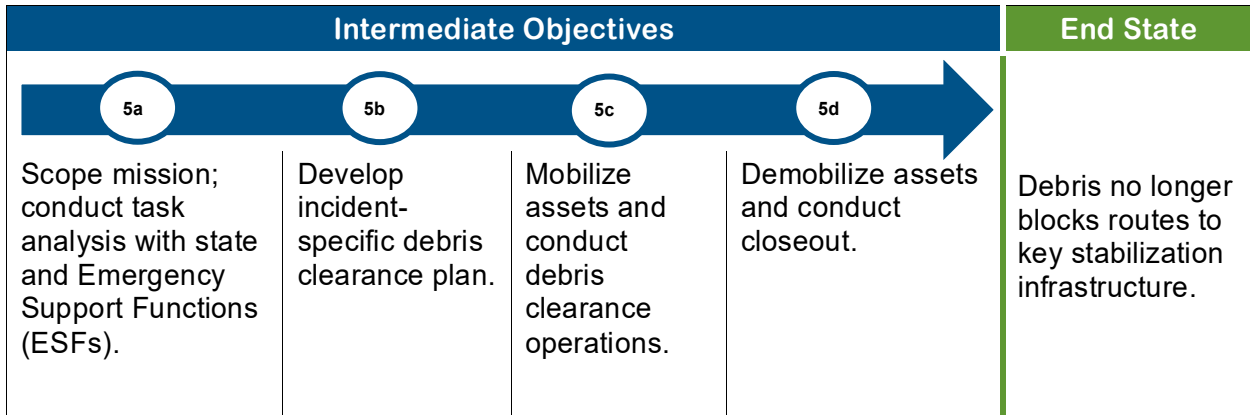 Intermediate Objectives
End State
5a
5b
5c
5d
Scope mission;
conduct task
analysis with state
and Emergency
Support Functions
(ESFs).
Develop
incident-
specific debris
clearance plan.
Mobilize
assets and
conduct
debris
clearance
operations.
Demobilize assets
and conduct
closeout.
Debris no longer
blocks routes to
key stabilization
infrastructure.